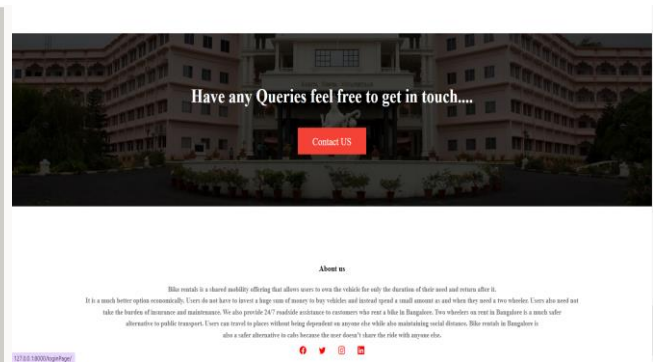 Have any Queries feel free to get in touch....
Contact US
About us
Bike rentals is a shared mobility offering that allows users to own the vehicle for only the duration of their need and return after it.
It is a much better option economically. Users do not have to invest a huge sum of money to buy vehicles and instead spend a small amount as and when they need a two wheeler. Users also need not
take the burden of insurance and maintenance. We also provide 24/7 roadside assistance to customers who rent a bike in Bangalore. Two wheelers on rent in Bangalore is a much safer
alternative to public transport. Users can travel to places without being dependent on anyone else while also maintaining social distance. Bike rentals in Bangalore is
also a safer alternative to cabs because the user doesn't share the ride with anyone else.